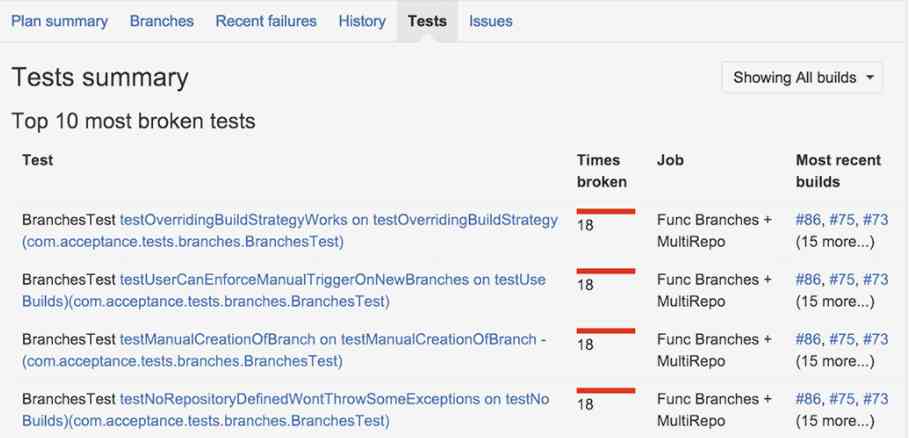 Plan summary Branches Recent failures History Tests Issues
Tests summary
Showing All builds
Top 10 most broken tests
Test Times broken Job Most recent builds
BranchesTest testOverridingBuildStrategyWorks on testOverridingBuildStrategy
(com.acceptance.tests.branches.BranchesTest)
18
Func Branches +
MultiRepo
#86, #75, #73
(15 more...)
BranchesTest testUserCanEnforceManualTriggerOnNewBranches on testUse
Builds)(com.acceptance.tests.branches.BranchesTest)
18
Func Branches +
MultiRepo
#86, #75, #73
(15 more...)
BranchesTest testManualCreationOfBranch on testManualCreationOfBranch -
(com.acceptance.tests.branches.BranchesTest)
18
Func Branches +
MultiRepo
#86, #75, #73
(15 more...)
BranchesTest testNoRepositoryDefinedWontThrowSomeExceptions on testNo
Builds)(com.acceptance.tests.branches.BranchesTest)
18
Func Branches +
MultiRepo
#86, #75, #73
(15 more...)